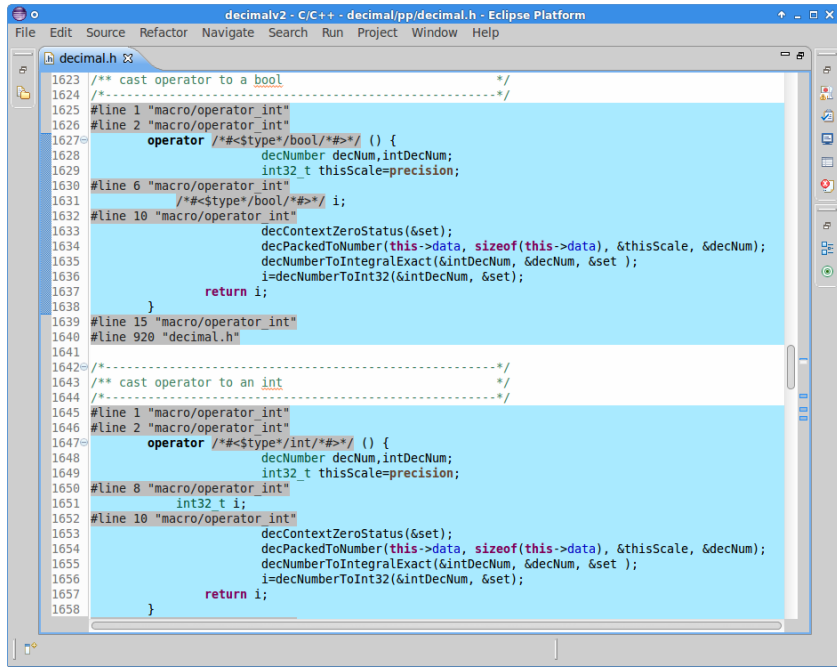 decimalv2 - C/C++ - decimal/pp/decimal.h - Eclipse Platform
File Edit Source Refactor Navigate Search Run Project Window Help
decimal.h
1623 /** cast operator to a bool */
1624 /*-------------------------------------------------------*/
1625 #line 1 "macro/operator_int"
1626 #line 2 "macro/operator_int"
1627 operator /*#<$type*/bool/*#>*/ () {
1628 decNumber decNum,intDecNum;
1629 int32_t thisScale=precision;
1630 #line 6 "macro/operator_int"
1631 /*#<$type*/bool/*#>*/ i;
1632 #line 10 "macro/operator_int"
1633 decContextZeroStatus(&set);
1634 decPackedToNumber(this->data, sizeof(this->data), &thisScale, &decNum);
1635 decNumberToIntegralExact(&intDecNum, &decNum, &set );
1636 i=decNumberToInt32(&intDecNum, &set);
1637 return i;
1638 }
1639 #line 15 "macro/operator_int"
1640 #line 920 "decimal.h"
1641
1642 /*-------------------------------------------------------*/
1643 /** cast operator to an int */
1644 /*-------------------------------------------------------*/
1645 #line 1 "macro/operator_int"
1646 #line 2 "macro/operator_int"
1647 operator /*#<$type*/int/*#>*/ () {
1648 decNumber decNum,intDecNum;
1649 int32_t thisScale=precision;
1650 #line 8 "macro/operator_int"
1651 int32_t i;
1652 #line 10 "macro/operator_int"
1653 decContextZeroStatus(&set);
1654 decPackedToNumber(this->data, sizeof(this->data), &thisScale, &decNum);
1655 decNumberToIntegralExact(&intDecNum, &decNum, &set );
1656 i=decNumberToInt32(&intDecNum, &set);
1657 return i;
1658 }